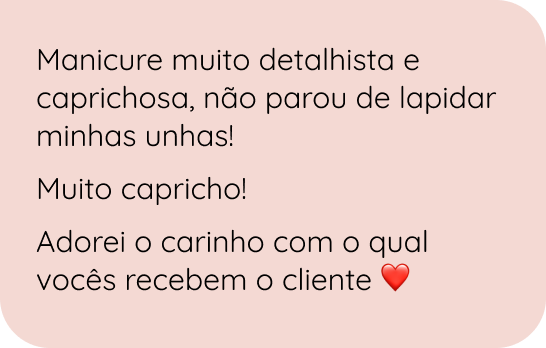 Manicure muito detalhista e
caprichosa, não parou de lapidar
minhas unhas!
Muito capricho!
Adorei o carinho com o qual
vocês recebem o cliente ❤️